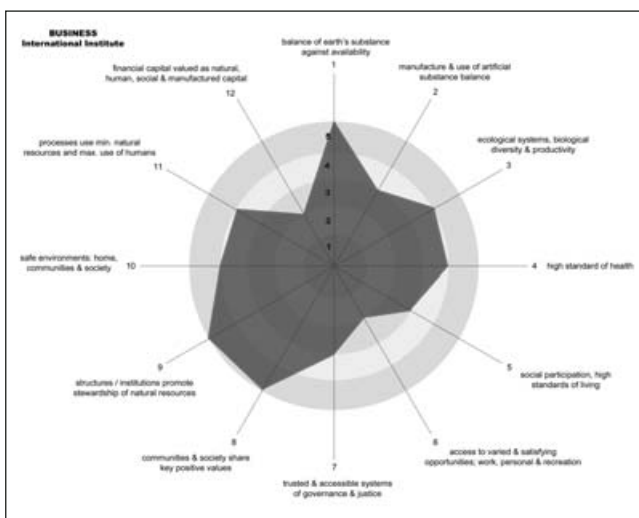 BUSINESS
International Institute
balance of earth's substance
against availability
1
manufacture & use of artificial
substance balance
2
ecological systems, biological
diversity & productivity
3
4 high standard of health
5
social participation, high
standards of living
6
access to varied & satisfying
opportunities, work, personal & recreation
7
trusted & accessible systems
of governance & justice
8
communities & society share
key positive values
9
structures / institutions promote
stewardship of natural resources
safe environments: home,
communities & society
10
processes use min. natural
resources and max. use of humans
11
financial capital valued as natural,
human, social & manufactured capital
12
5
4
3
2
1